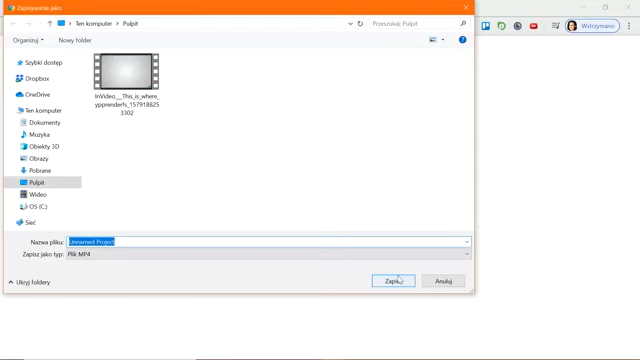 Zapisywanie jako
Ten komputer › Pulpit
Przeszukaj: Pulpit
Organizuj
Nowy folder
Wstrzymano
Szybki dostęp
Dropbox
OneDrive
Ten komputer
Dokumenty
Muzyka
Obiekty 3D
Obrazy
Pobrane
Pulpit
Wideo
OS (C:)
Sieć
InVideo___This_is_where_
ypprenderfs_157918825
3302
Nazwa pliku: Unnamed Project
Zapisz jako typ: Plik MP4
Ukryj foldery
Zapisz
Anuluj